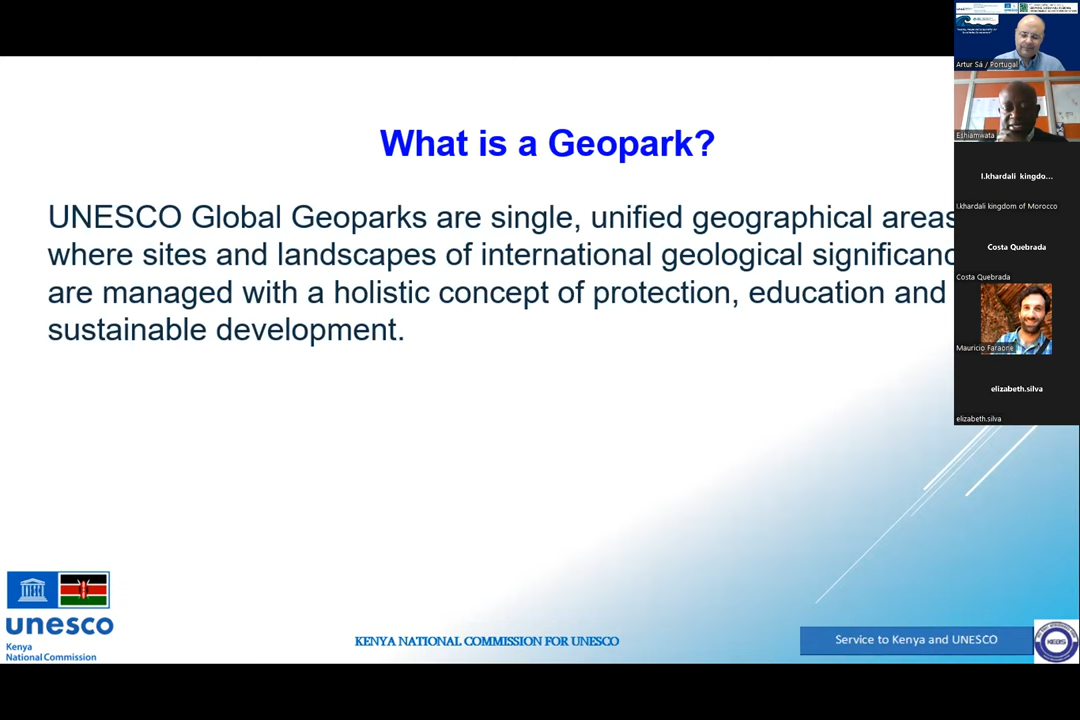 What is a Geopark?
UNESCO Global Geoparks are single, unified geographical areas
where sites and landscapes of international geological significanc
are managed with a holistic concept of protection, education and
sustainable development.
Artur Sá / Portugal
Eshiamwata
l.khardali kingdo...
l.khardali kingdom of Morocco
Costa Quebrada
Costa Quebrada
Mauricio Faraone
elizabeth.silva
elizabeth.silva
unesco
Kenya
National Commission
KENYA NATIONAL COMMISSION FOR UNESCO
Service to Kenya and UNESCO
KEBS